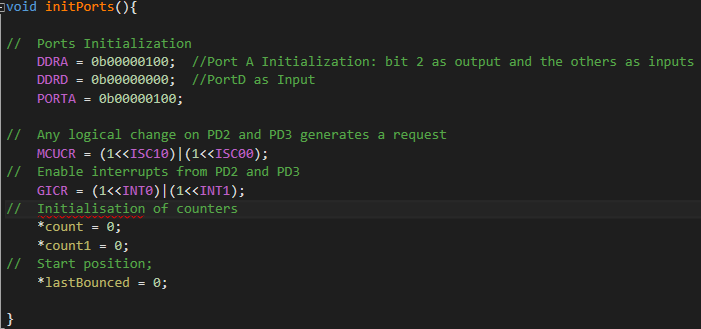 void initPorts(){
//  Ports Initialization
DDRA = 0b00000100;  //Port A Initialization: bit 2 as output and the others as inputs
DDRD = 0b00000000;  //PortD as Input
PORTA = 0b00000100;
//  Any logical change on PD2 and PD3 generates a request
MCUCR = (1<<ISC10)|(1<<ISC00);
//  Enable interrupts from PD2 and PD3
GICR = (1<<INT0)|(1<<INT1);
//  Initialisation of counters
*count = 0;
*count1 = 0;
//  Start position;
*lastBounced = 0;
}